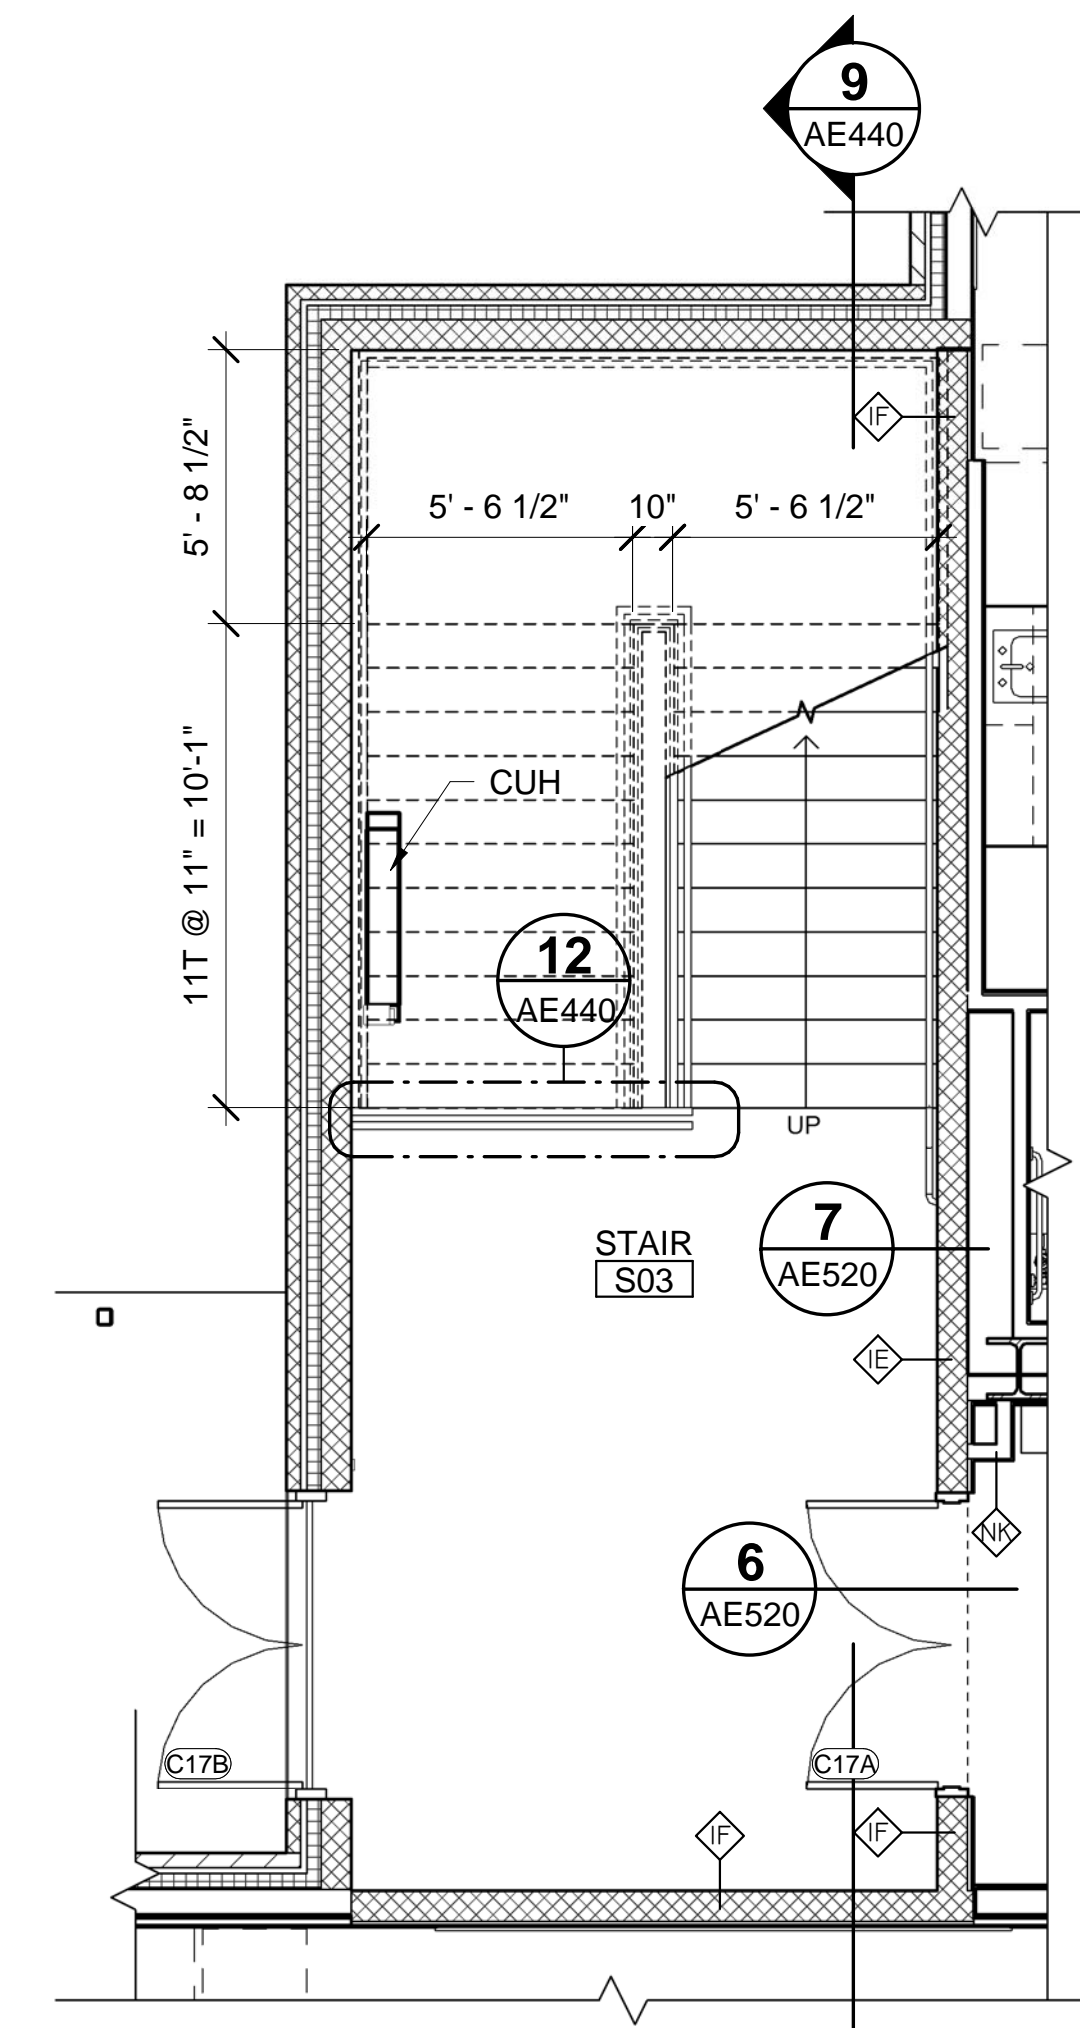 9
AE440
IF
5' - 8 1/2"
5' - 6 1/2"
10"
5' - 6 1/2"
11T @ 11" = 10'-1"
CUH
12
AE440
UP
7
AE520
STAIR
S03
IE
NK
6
AE520
C17B
C17A
IF
IF